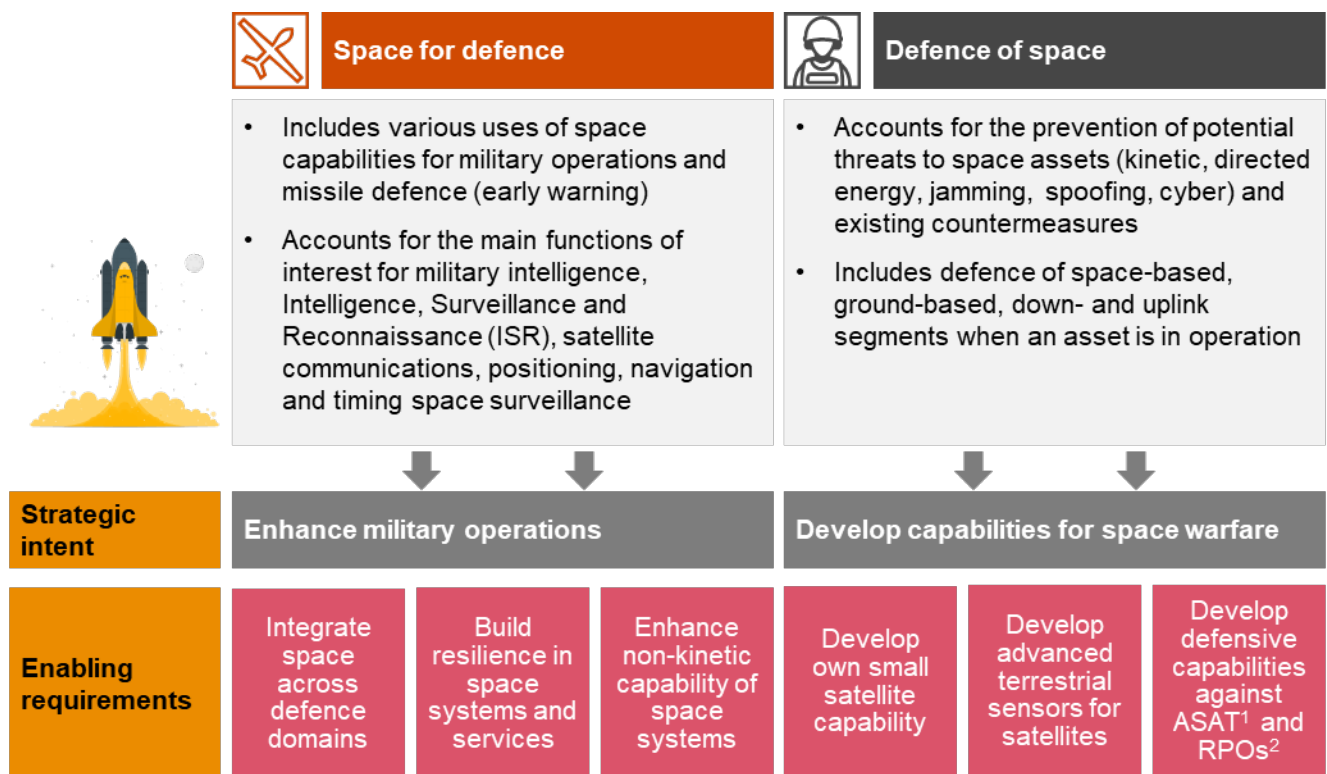 Space for defence
Defence of space
• Includes various uses of space
capabilities for military operations and
missile defence (early warning)
• Accounts for the main functions of
interest for military intelligence,
Intelligence, Surveillance and
Reconnaissance (ISR), satellite
communications, positioning, navigation
and timing space surveillance
• Accounts for the prevention of potential
threats to space assets (kinetic, directed
energy, jamming, spoofing, cyber) and
existing countermeasures
• Includes defence of space-based,
ground-based, down- and uplink
segments when an asset is in operation
Strategic
intent
Enhance military operations
Develop capabilities for space warfare
Enabling
requirements
Integrate
space
across
defence
domains
Build
resilience in
space
systems and
services
Enhance
non-kinetic
capability of
space
systems
Develop
own small
satellite
capability
Develop
advanced
terrestrial
sensors for
satellites
Develop
defensive
capabilities
against
ASAT¹ and
RPOs²